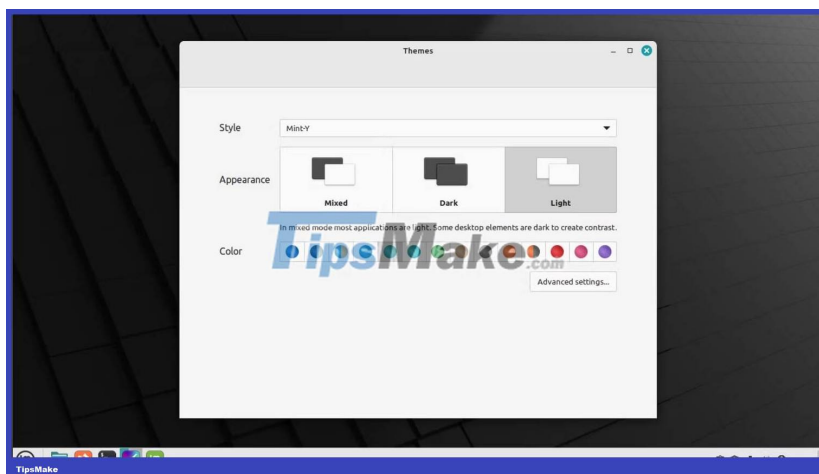 Themes
Style
Mint-Y
Appearance
Mixed
Dark
Light
In mixed mode most applications are light. Some desktop elements are dark to create contrast.
Color
TipsMake.com
Advanced settings...
TipsMake